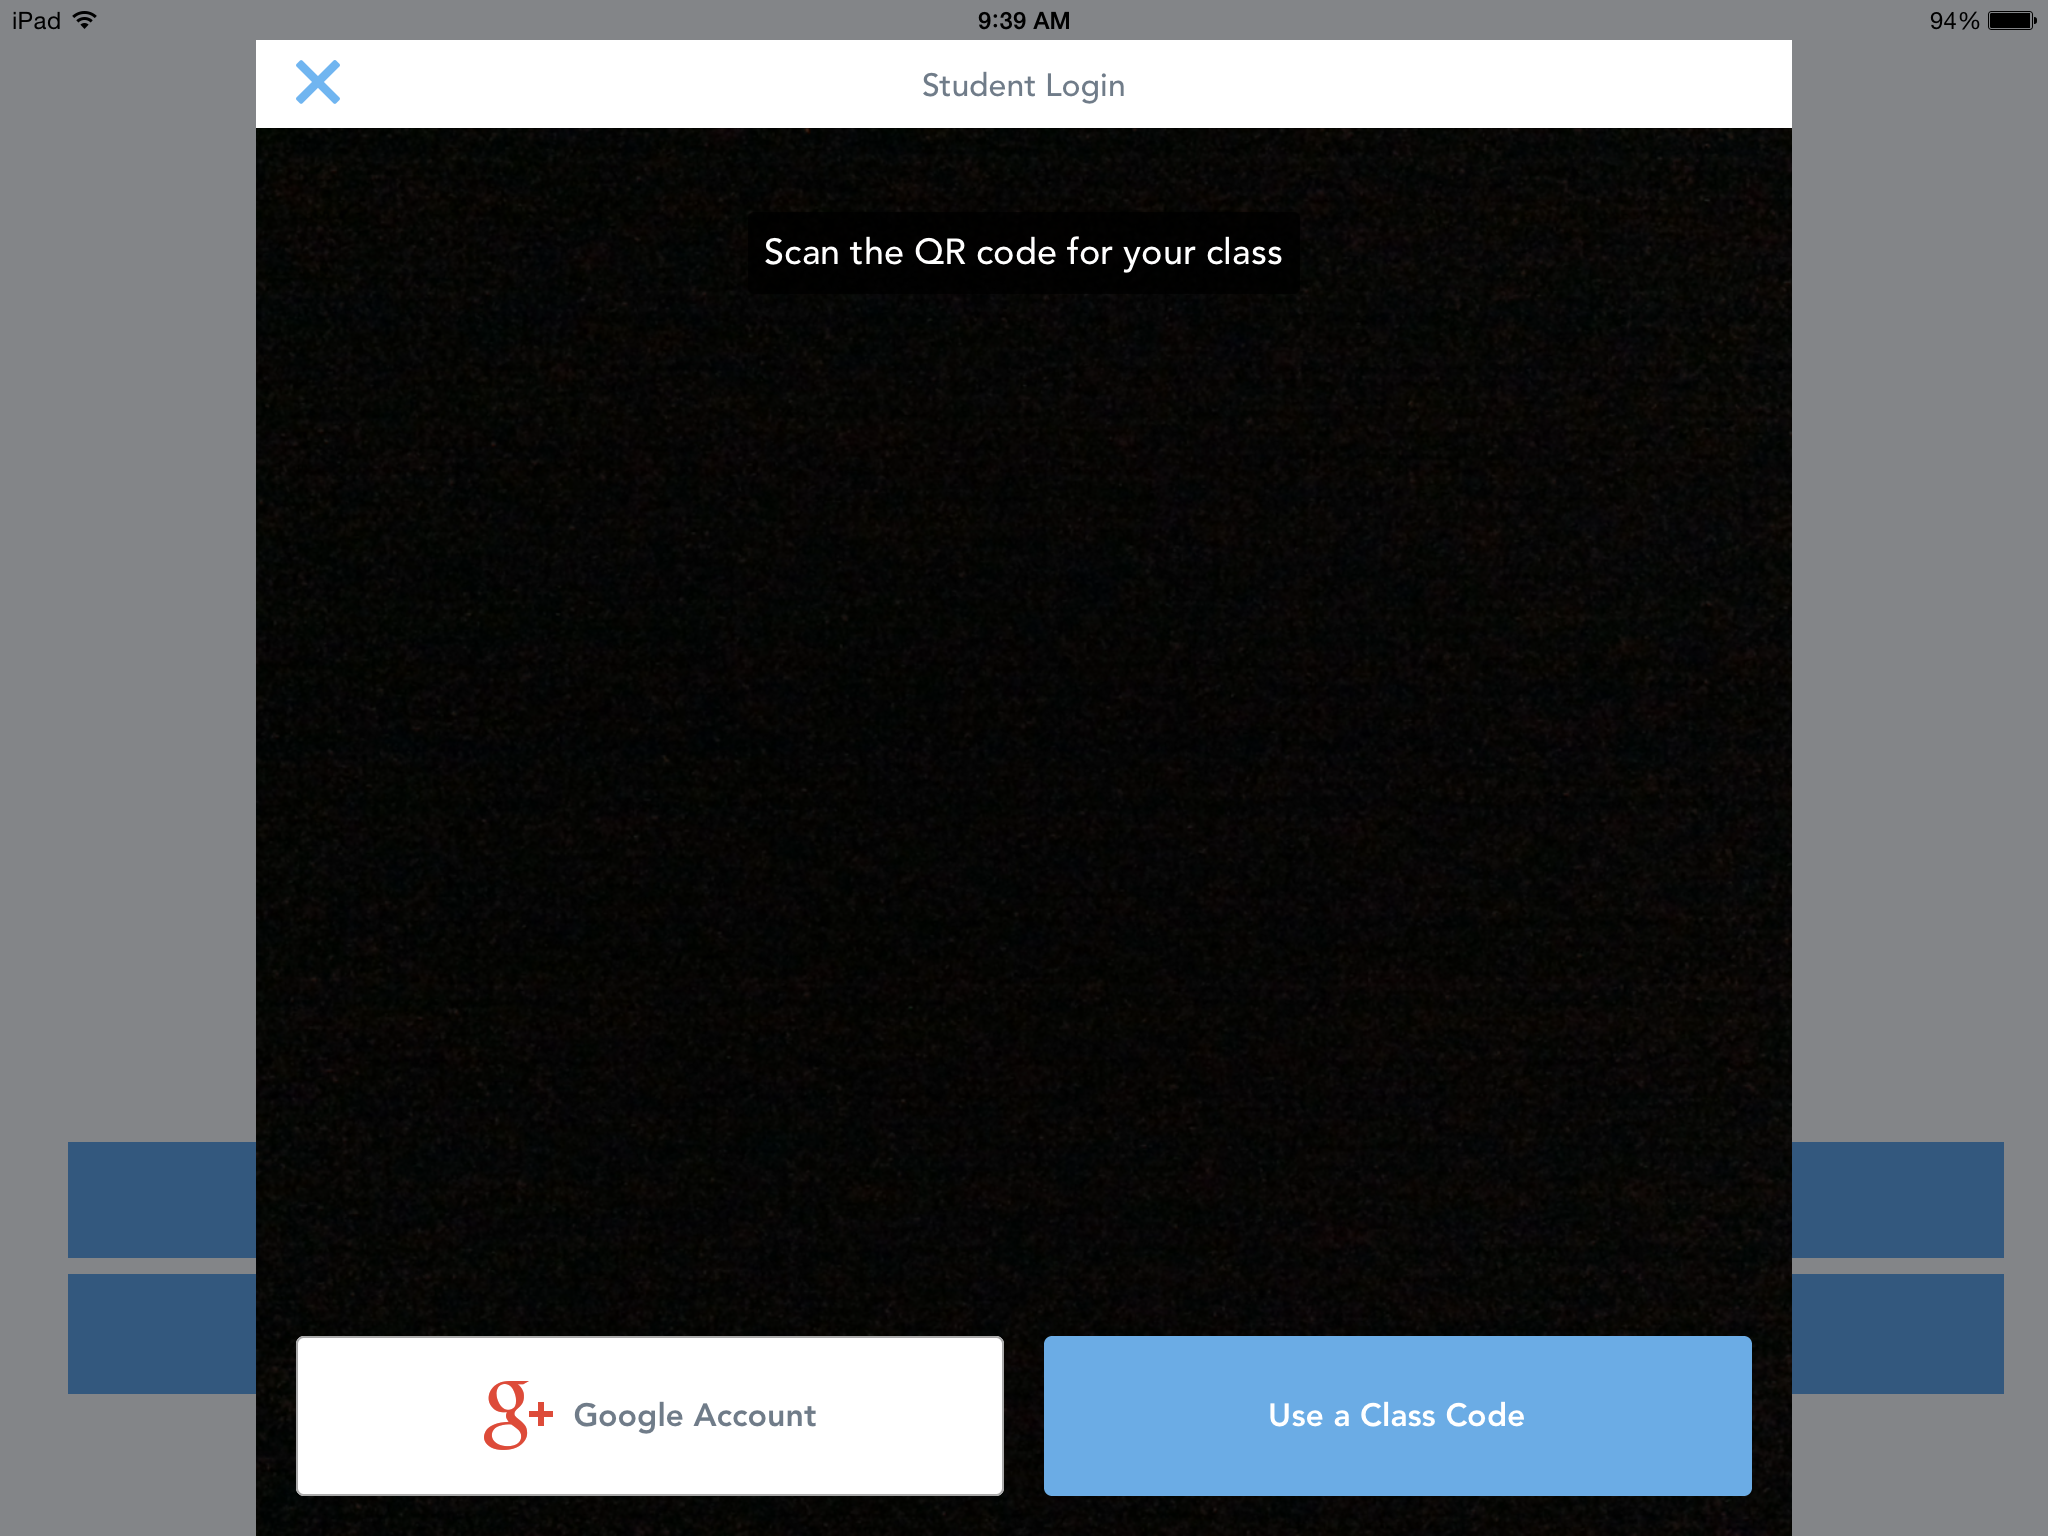 iPad 9:39 AM 94%
Student Login
Scan the QR code for your class
g+ Google Account
Use a Class Code